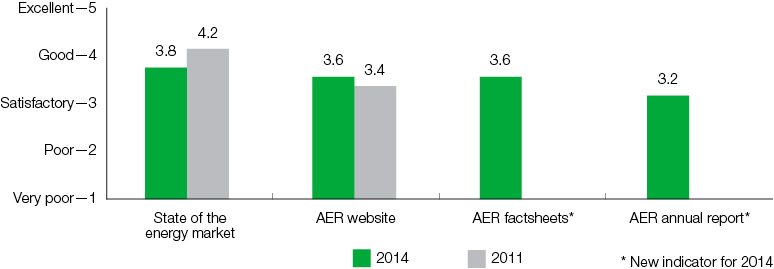 Excellent—5
Good—4
Satisfactory—3
Poor—2
Very poor—1
3.8
4.2
3.6
3.4
3.6
3.2
State of the
energy market
AER website
AER factsheets*
AER annual report*
2014
2011
* New indicator for 2014